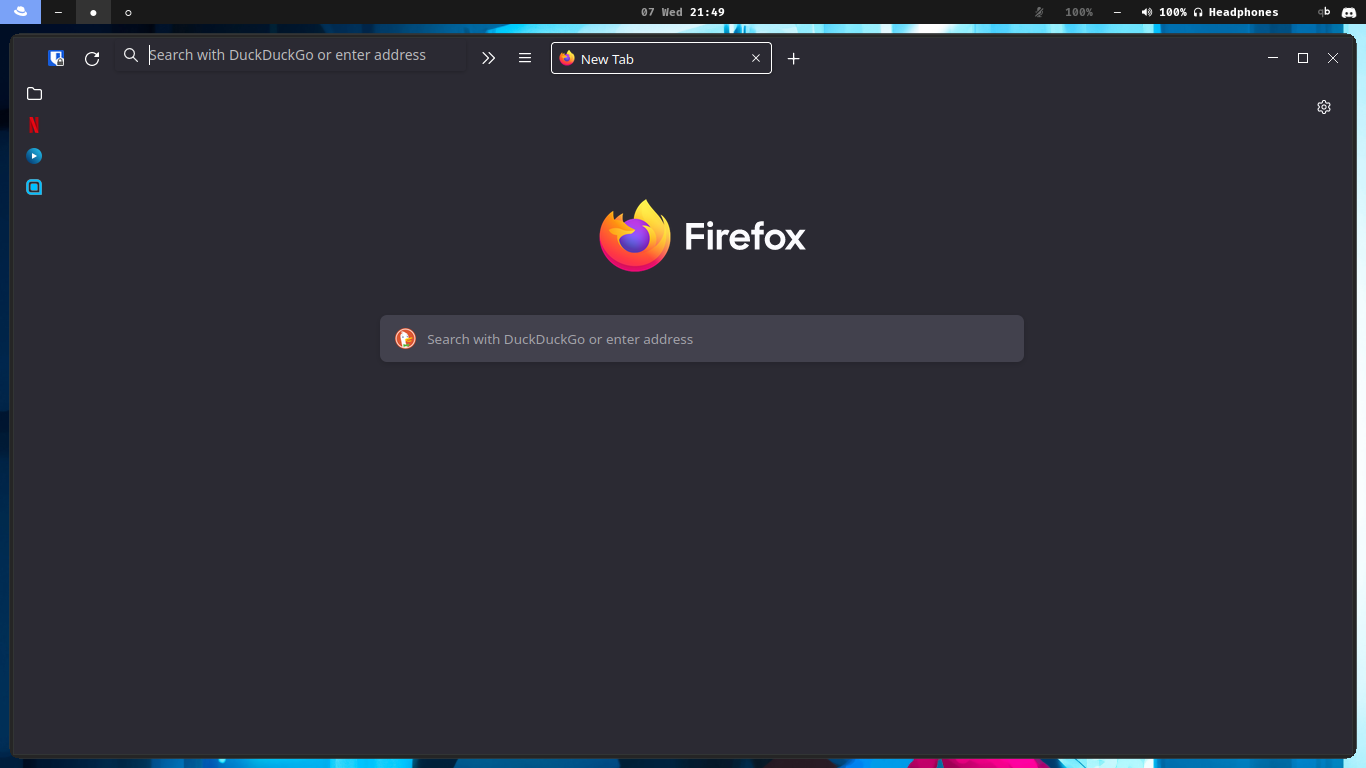 07 Wed 21:49
100%
100% Headphones
qb
Search with DuckDuckGo or enter address
New Tab
Firefox
Search with DuckDuckGo or enter address